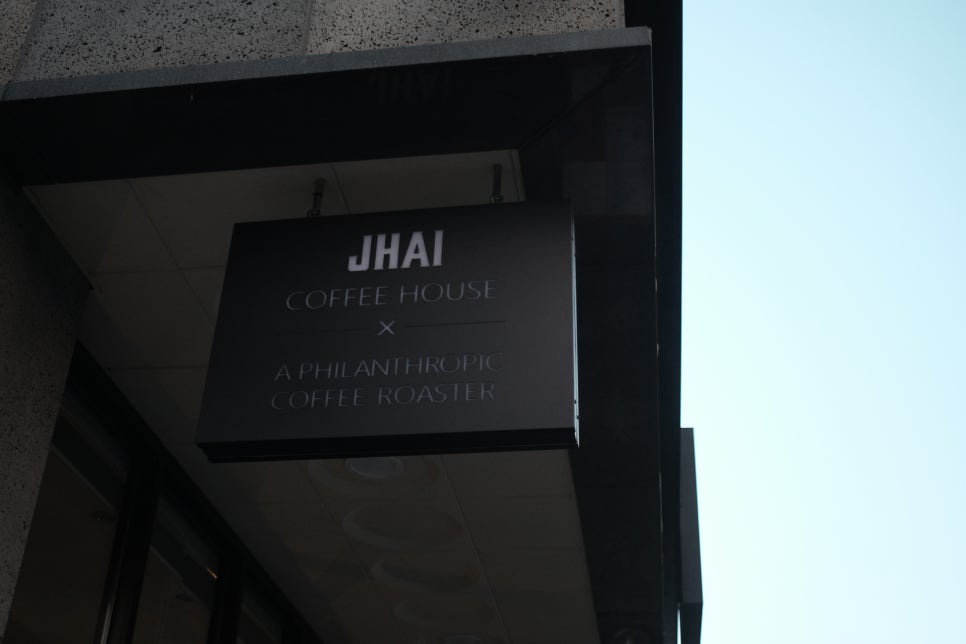 JHAI
COFFEE HOUSE
X
A PHILANTHROPIC
COFFEE ROASTER